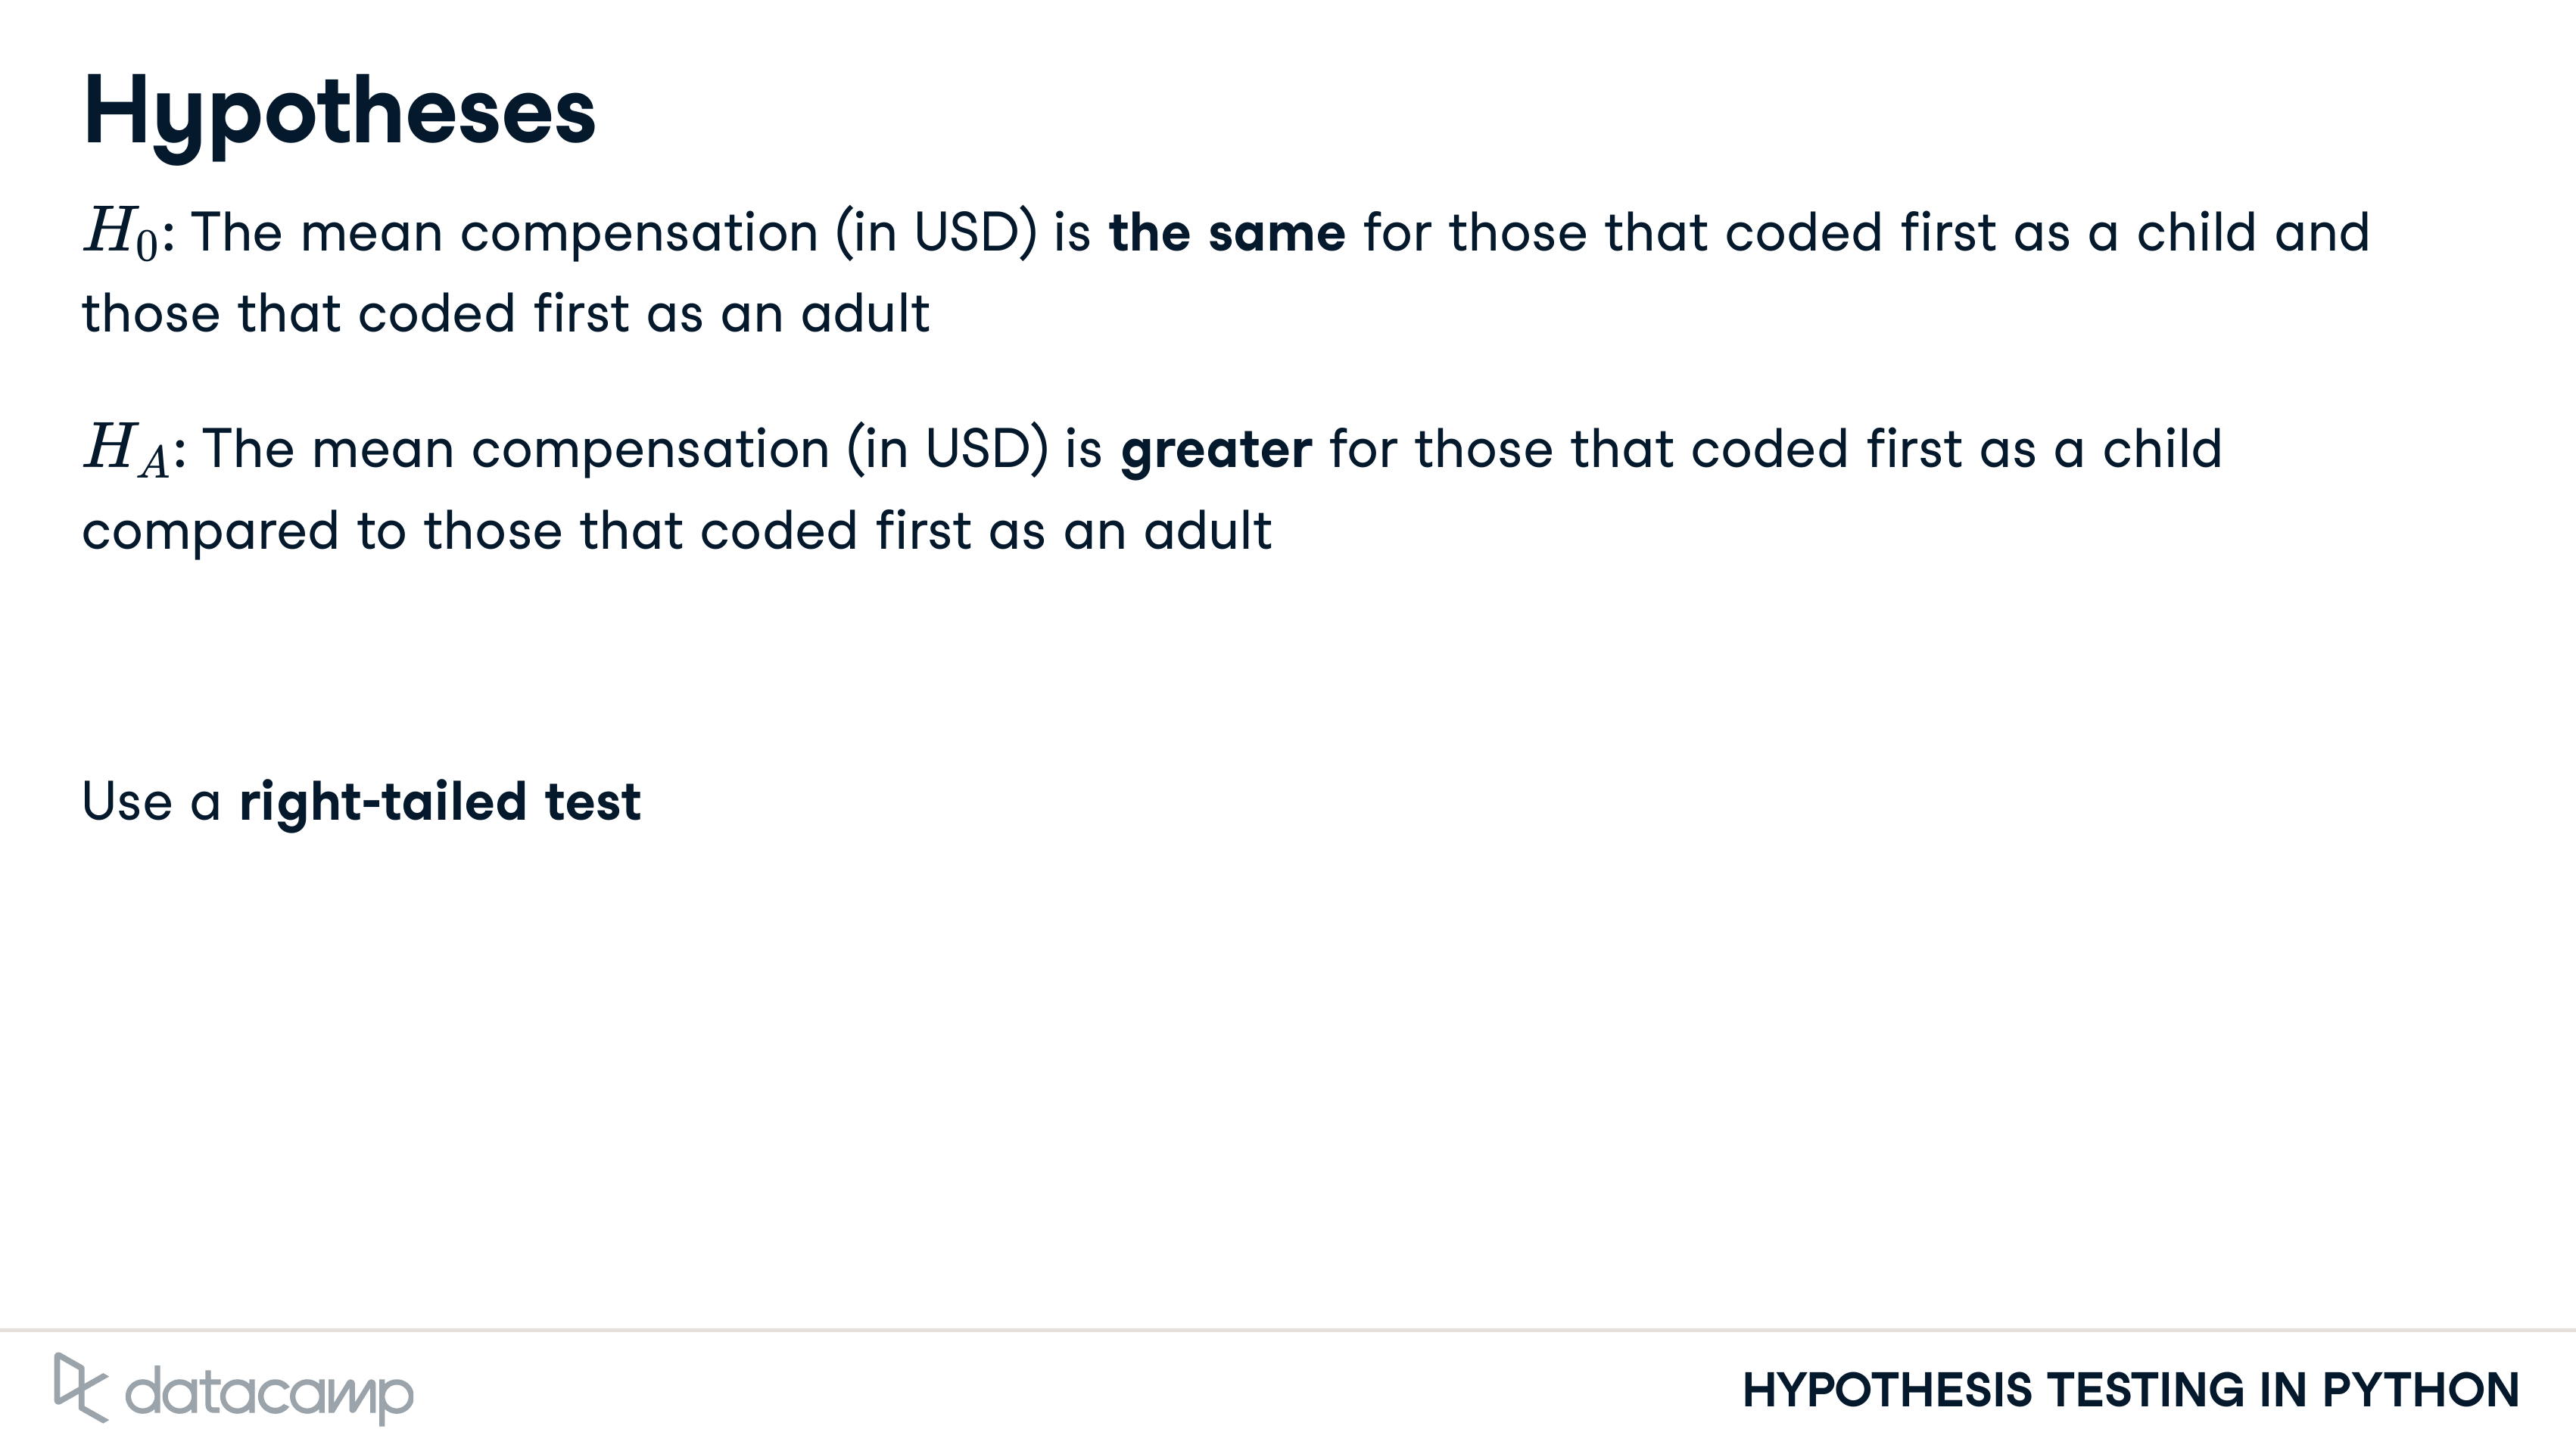 Hypotheses
H₀: The mean compensation (in USD) is the same for those that coded first as a child and
those that coded first as an adult
H_A: The mean compensation (in USD) is greater for those that coded first as a child
compared to those that coded first as an adult
Use a right-tailed test
datacamp
HYPOTHESIS TESTING IN PYTHON